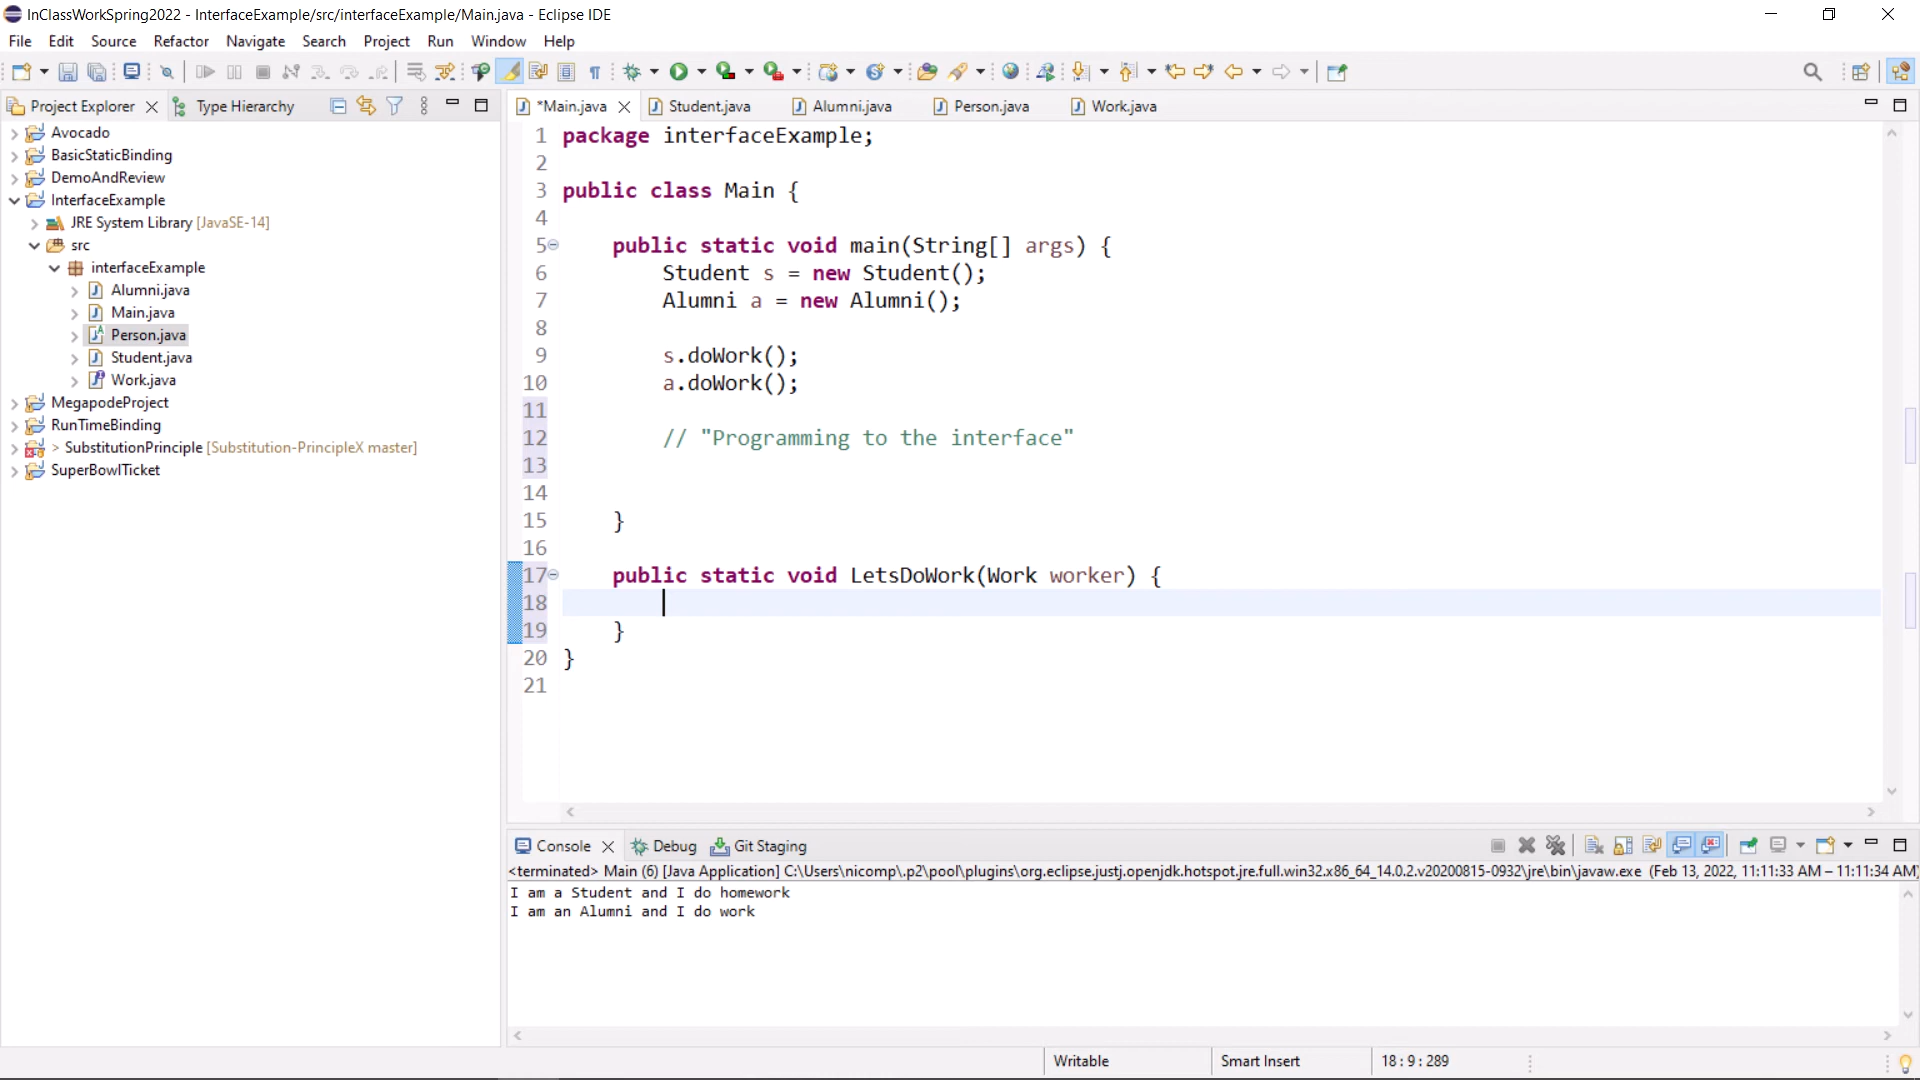 InClassWorkSpring2022 - InterfaceExample/src/interfaceExample/Main.java - Eclipse IDE
File Edit Source Refactor Navigate Search Project Run Window Help
Project Explorer Type Hierarchy
Avocado
BasicStaticBinding
DemoAndReview
InterfaceExample
JRE System Library [JavaSE-14]
src
interfaceExample
Alumni.java
Main.java
Person.java
Student.java
Work.java
MegapodeProject
RunTimeBinding
> SubstitutionPrinciple [Substitution-PrincipleX master]
SuperBowlTicket
*Main.java Student.java Alumni.java Person.java Work.java
1 package interfaceExample;
2
3 public class Main {
4
5 public static void main(String[] args) {
6 Student s = new Student();
7 Alumni a = new Alumni();
8
9 s.doWork();
10 a.doWork();
11
12 // "Programming to the interface"
13
14
15 }
16
17 public static void LetsDoWork(Work worker) {
18
19 }
20 }
21
Console Debug Git Staging
<terminated> Main (6) [Java Application] C:\Users\nicomp\.p2\pool\plugins\org.eclipse.justj.openjdk.hotspot.jre.full.win32.x86_64_14.0.2.v20200815-0932\jre\bin\javaw.exe (Feb 13, 2022, 11:11:33 AM – 11:11:34 AM)
I am a Student and I do homework
I am an Alumni and I do work
Writable Smart Insert 18 : 9 : 289